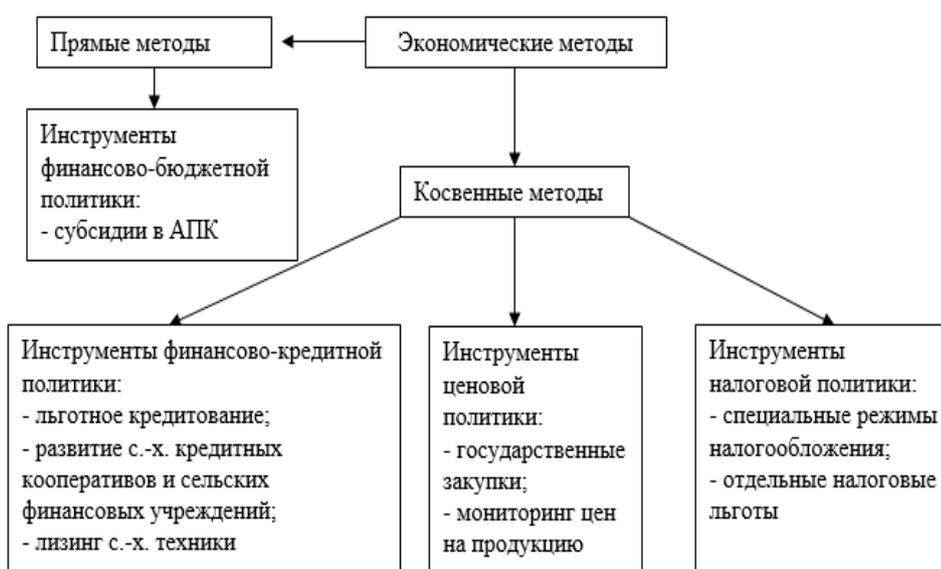 Прямые методы
Экономические методы
Инструменты
финансово-бюджетной
политики:
- субсидии в АПК
Косвенные методы
Инструменты финансово-кредитной
политики:
- льготное кредитование;
- развитие с.-х. кредитных
кооперативов и сельских
финансовых учреждений;
- лизинг с.-х. техники
Инструменты
ценовой
политики:
- государственные
закупки;
- мониторинг цен
на продукцию
Инструменты
налоговой политики:
- специальные режимы
налогообложения;
- отдельные налоговые
льготы